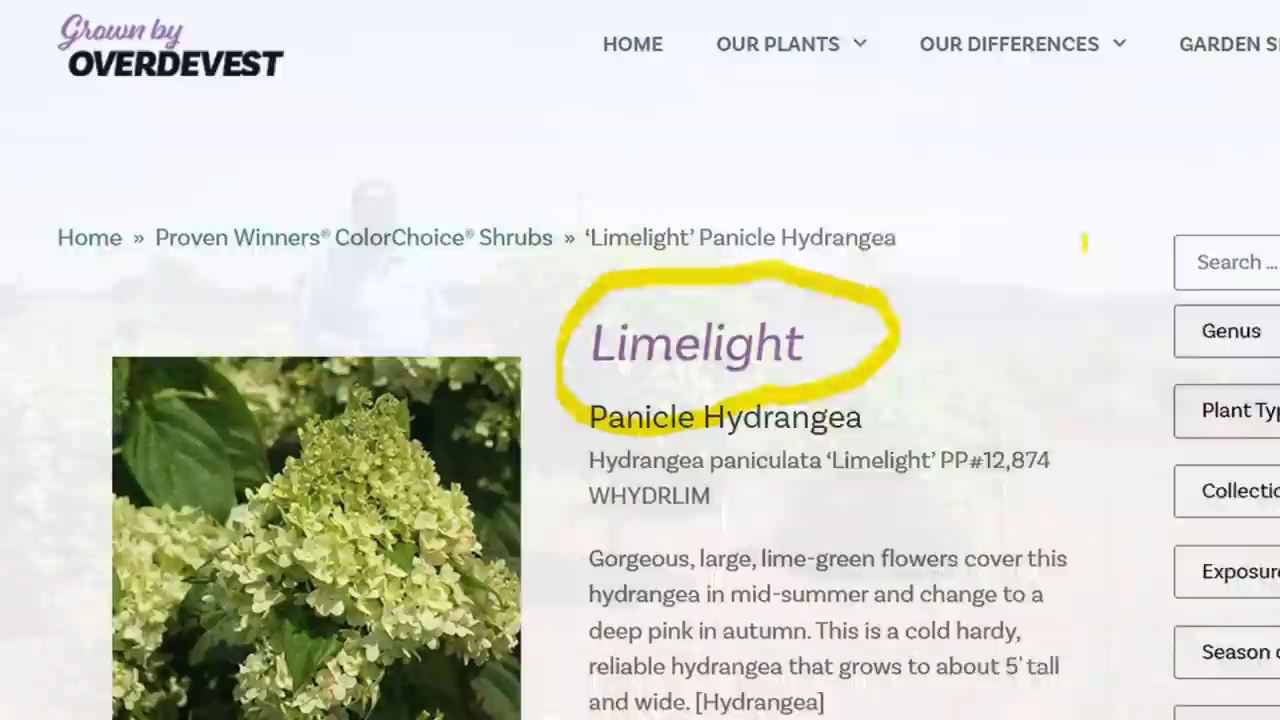 Grown by
OVERDEVEST
HOME OUR PLANTS OUR DIFFERENCES GARDEN
Home » Proven Winners® ColorChoice® Shrubs » ‘Limelight’ Panicle Hydrangea
Search ...
Limelight
Genus
Panicle Hydrangea
Plant
Hydrangea paniculata ‘Limelight’ PP#12,874
WHYDRLIM
Gorgeous, large, lime-green flowers cover this
hydrangea in mid-summer and change to a
deep pink in autumn. This is a cold hardy,
reliable hydrangea that grows to about 5' tall
and wide. [Hydrangea]
Season